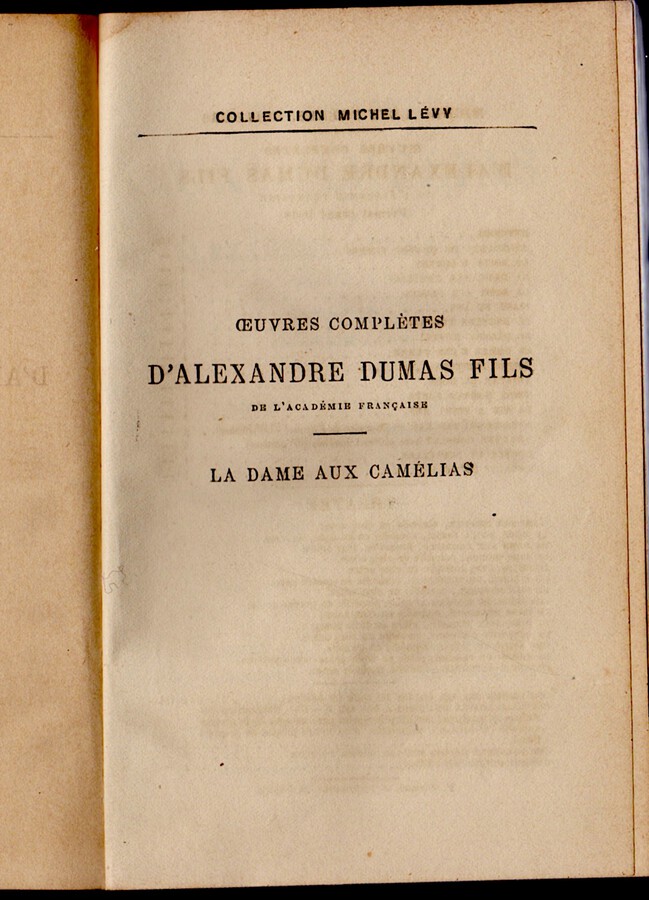 COLLECTION MICHEL LÉVY
ŒUVRES COMPLÈTES
D'ALEXANDRE DUMAS FILS
DE L'ACADÉMIE FRANÇAISE
LA DAME AUX CAMÉLIAS